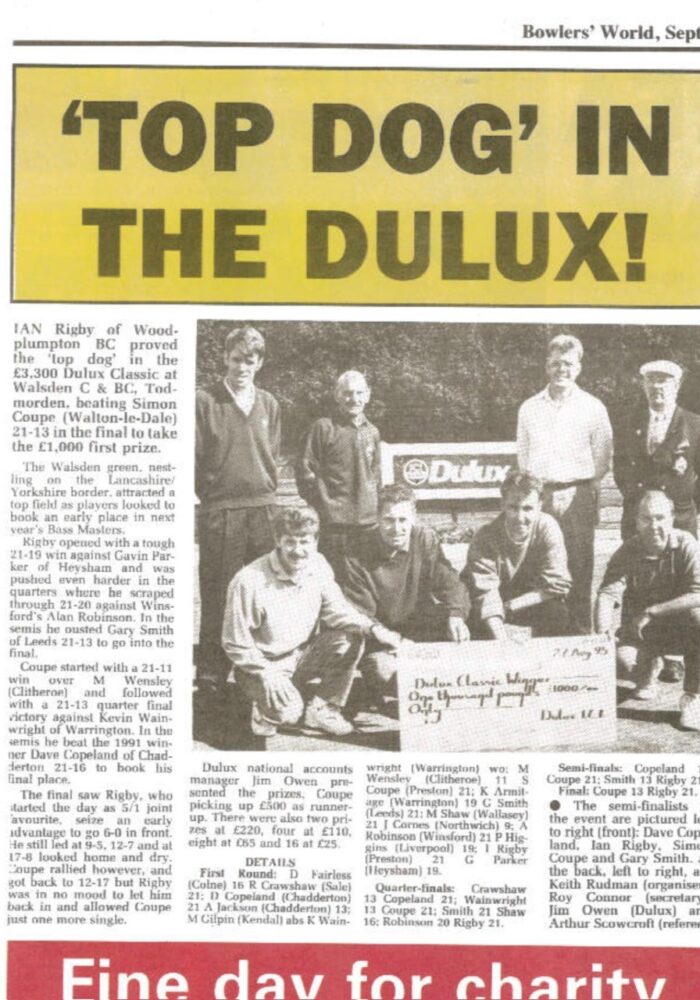 Bowlers' World, Sept
'TOP DOG' IN
THE DULUX!
IAN Rigby of Wood-
plumpton BC proved
the 'top dog' in the
£3,300 Dulux Classic at
Walsden C & BC, Tod-
morden, beating Simon
Coupe (Walton-le-Dale)
21-13 in the final to take
the £1,000 first prize.
The Walsden green, nest-
ling on the Lancashire/
Yorkshire border, attracted a
top field as players looked to
book an early place in next
year's Bass Masters.
Rigby opened with a tough
21-19 win against Gavin Par-
ker of Heysham and was
pushed even harder in the
quarters where he scraped
through 21-20 against Wins-
ford's Alan Robinson. In the
semis he ousted Gary Smith
of Leeds 21-13 to go into the
final.
Coupe started with a 21-11
win over M Wensley
(Clitheroe) and followed
with a 21-13 quarter final
victory against Kevin Wain-
wright of Warrington. In the
semis he beat the 1991 win-
ner Dave Copeland of Chad-
derton 21-16 to book his
final place.
The final saw Rigby, who
started the day as 5/1 joint
favourite, seize an early
advantage to go 6-0 in front.
He still led at 9-5, 12-7 and at
17-8 looked home and dry.
Coupe rallied however, and
got back to 12-17 but Rigby
was in no mood to let him
back in and allowed Coupe
just one more single.
Dulux
Dulux Classic Winner
One thousand pounds 1000/00
Only
Dulux I.C.I.
Dulux national accounts
manager Jim Owen pre-
sented the prizes, Coupe
picking up £500 as runner-
up. There were also two pri-
zes at £220, four at £110,
eight at £65 and 16 at £25.
DETAILS
First Round: D Fairless
(Colne) 16 R Crawshaw (Sale)
21; D Copeland (Chadderton)
21 A Jackson (Chadderton) 13;
M Gilpin (Kendal) abs K Wain-
wright (Warrington) wo; M
Wensley (Clitheroe) 11 S
Coupe (Preston) 21; K Armit-
age (Warrington) 19 G Smith
(Leeds) 21; M Shaw (Wallasey)
21 J Cornes (Northwich) 9; A
Robinson (Winsford) 21 P Hig-
gins (Liverpool) 19; I Rigby
(Preston) 21 G Parker
(Heysham) 19.
Quarter-finals: Crawshaw
13 Copeland 21; Wainwright
13 Coupe 21; Smith 21 Shaw
16; Robinson 20 Rigby 21.
Semi-finals: Copeland
Coupe 21; Smith 13 Rigby 21
Final: Coupe 13 Rigby 21.
● The semi-finalists
the event are pictured le
to right (front): Dave Cop
land, Ian Rigby, Simo
Coupe and Gary Smith.
the back, left to right, a
Keith Rudman (organise
Roy Connor (secretary
Jim Owen (Dulux) an
Arthur Scowcroft (refere
Fine day for charity